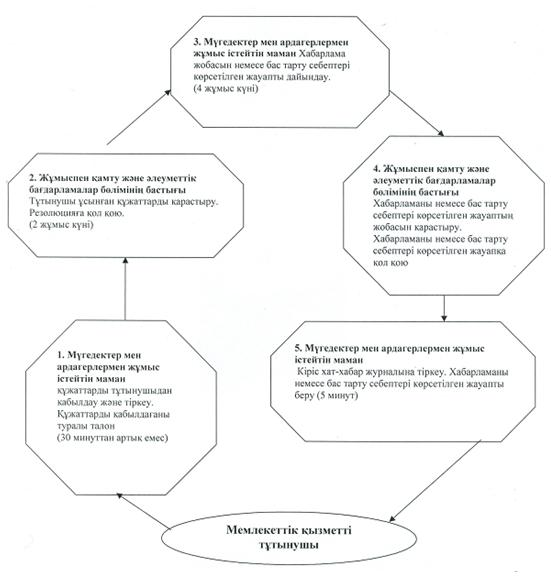 3. Мүгедектер мен ардагерлермен
жұмыс істейтін маман Хабарлама
жобасын немесе бас тарту себептері
көрсетілген жауапты дайындау.
(4 жұмыс күні)
2. Жұмыспен қамту және әлеуметтік
бағдарламалар бөлімінің бастығы
Тұтынушы ұсынған құжаттарды қарастыру.
Резолюцияға қол қою.
(2 жұмыс күні)
4. Жұмыспен қамту және
әлеуметтік бағдарламалар
бөлімінің бастығы
Хабарламаны немесе бас тарту
себептері көрсетілген жауаптың
жобасын қарастыру.
Хабарламаны немесе бас тарту
себептері көрсетілген жауапқа
қол қою
1. Мүгедектер мен
ардагерлермен жұмыс
істейтін маман
құжаттарды тұтынушыдан
қабылдау және тіркеу.
Құжаттарды қабылдағаны
туралы талон
(30 минуттан артық емес)
5. Мүгедектер мен ардагерлермен жұмыс
істейтін маман
Кіріс хат-хабар журналына тіркеу. Хабарламаны
немесе бас тарту себептері көрсетілген жауапты
беру (5 минут)
Мемлекеттік қызметті
тұтынушы